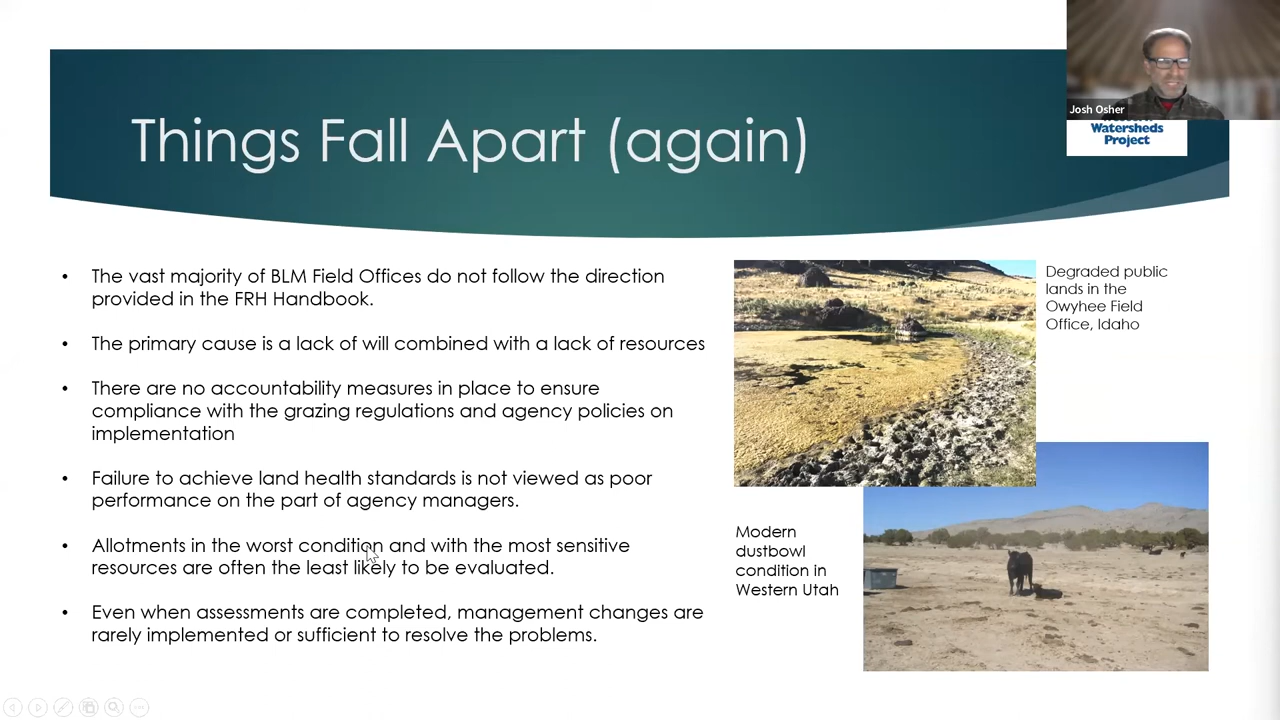 Things Fall Apart (again)
Josh Osher
Watersheds
Project
• The vast majority of BLM Field Offices do not follow the direction
provided in the FRH Handbook.
• The primary cause is a lack of will combined with a lack of resources
• There are no accountability measures in place to ensure
compliance with the grazing regulations and agency policies on
implementation
• Failure to achieve land health standards is not viewed as poor
performance on the part of agency managers.
• Allotments in the worst condition and with the most sensitive
resources are often the least likely to be evaluated.
• Even when assessments are completed, management changes are
rarely implemented or sufficient to resolve the problems.
Degraded public
lands in the
Owyhee Field
Office, Idaho
Modern
dustbowl
condition in
Western Utah